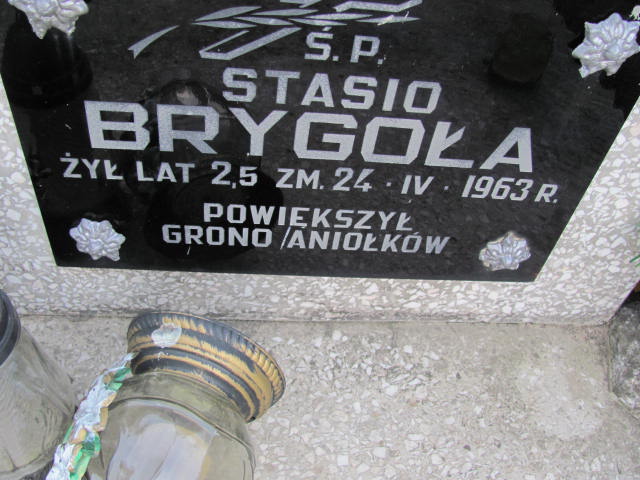 Ś.P.
STASIO
BRYGOŁA
ŻYŁ LAT 2,5 ZM. 24 · IV · 1963 R.
POWIĘKSZYŁ
GRONO ANIOŁKÓW